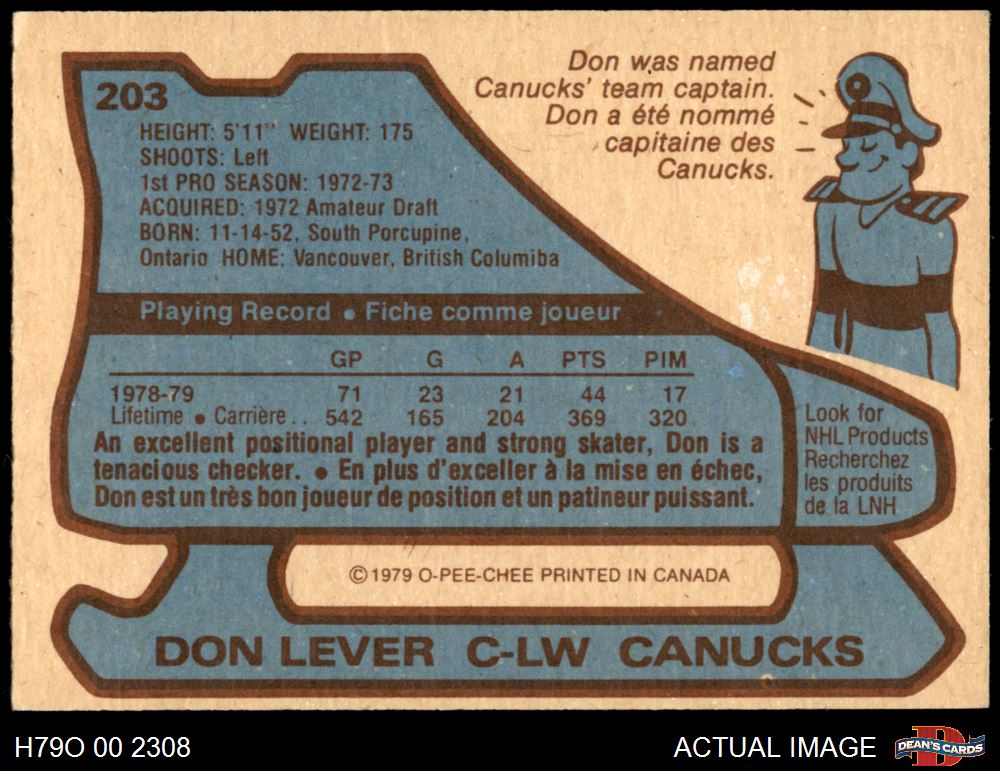 203
Don was named
Canucks' team captain.
Don a été nommé
capitaine des
Canucks.
HEIGHT: 5'11" WEIGHT: 175
SHOOTS: Left
1st PRO SEASON: 1972-73
ACQUIRED: 1972 Amateur Draft
BORN: 11-14-52, South Porcupine,
Ontario HOME: Vancouver, British Columiba
Playing Record • Fiche comme joueur
GP G A PTS PIM
1978-79 71 23 21 44 17
Lifetime • Carrière .. 542 165 204 369 320
An excellent positional player and strong skater, Don is a
tenacious checker. • En plus d'exceller à la mise en échec,
Don est un très bon joueur de position et un patineur puissant.
Look for
NHL Products
Recherchez
les produits
de la LNH
© 1979 O-PEE-CHEE PRINTED IN CANADA
DON LEVER C-LW CANUCKS
H79O 00 2308
ACTUAL IMAGE
D
DEAN'S CARDS